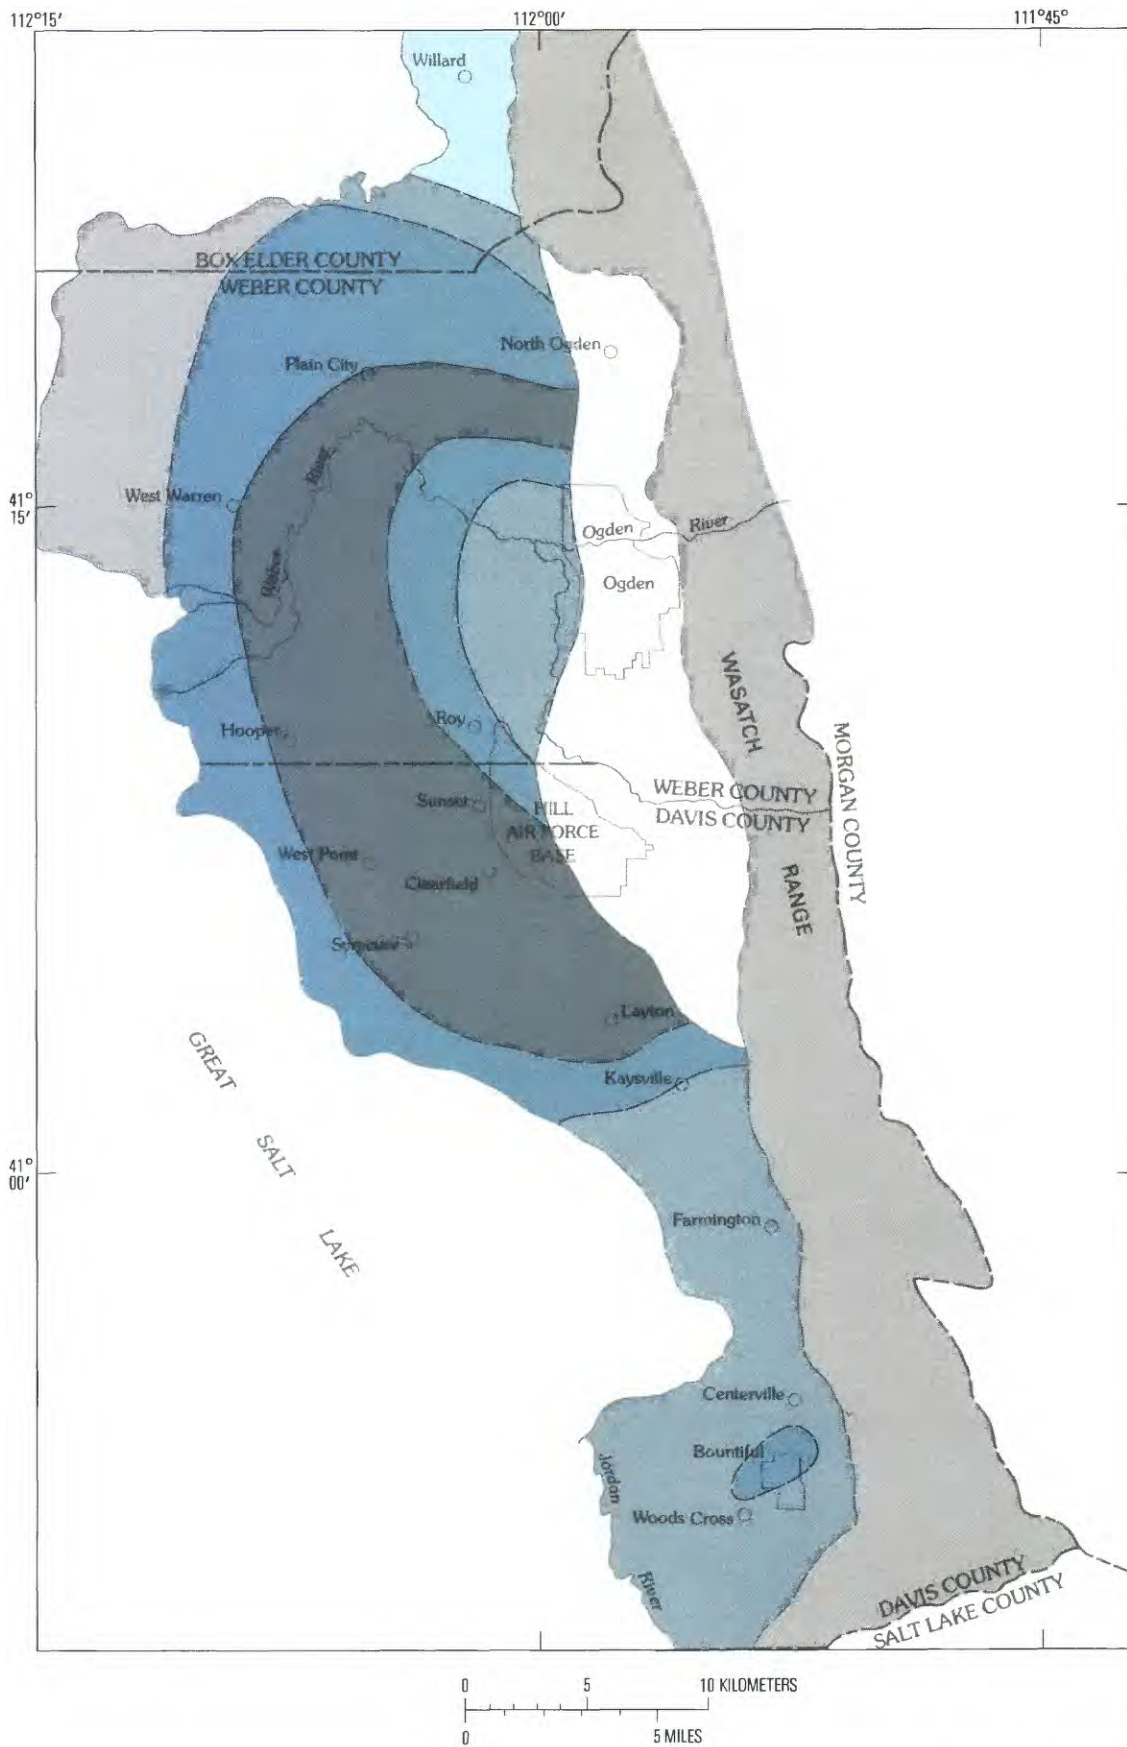 112°15′ 112°00′ 111°45°
Willard
BOX ELDER COUNTY
WEBER COUNTY
North Ogden
Plain City
River
West Warren
41°
15′
Ogden River
Ogden
Weber
WASATCH
Roy
Hooper
MORGAN COUNTY
WEBER COUNTY
DAVIS COUNTY
Sunset
HILL
AIR FORCE
BASE
West Point
Clearfield
RANGE
Syracuse
Layton
GREAT
Kaysville
SALT
41°
00′
Farmington
LAKE
Centerville
Bountiful
Jordan
Woods Cross
River
DAVIS COUNTY
SALT LAKE COUNTY
0 5 10 KILOMETERS
0 5 MILES